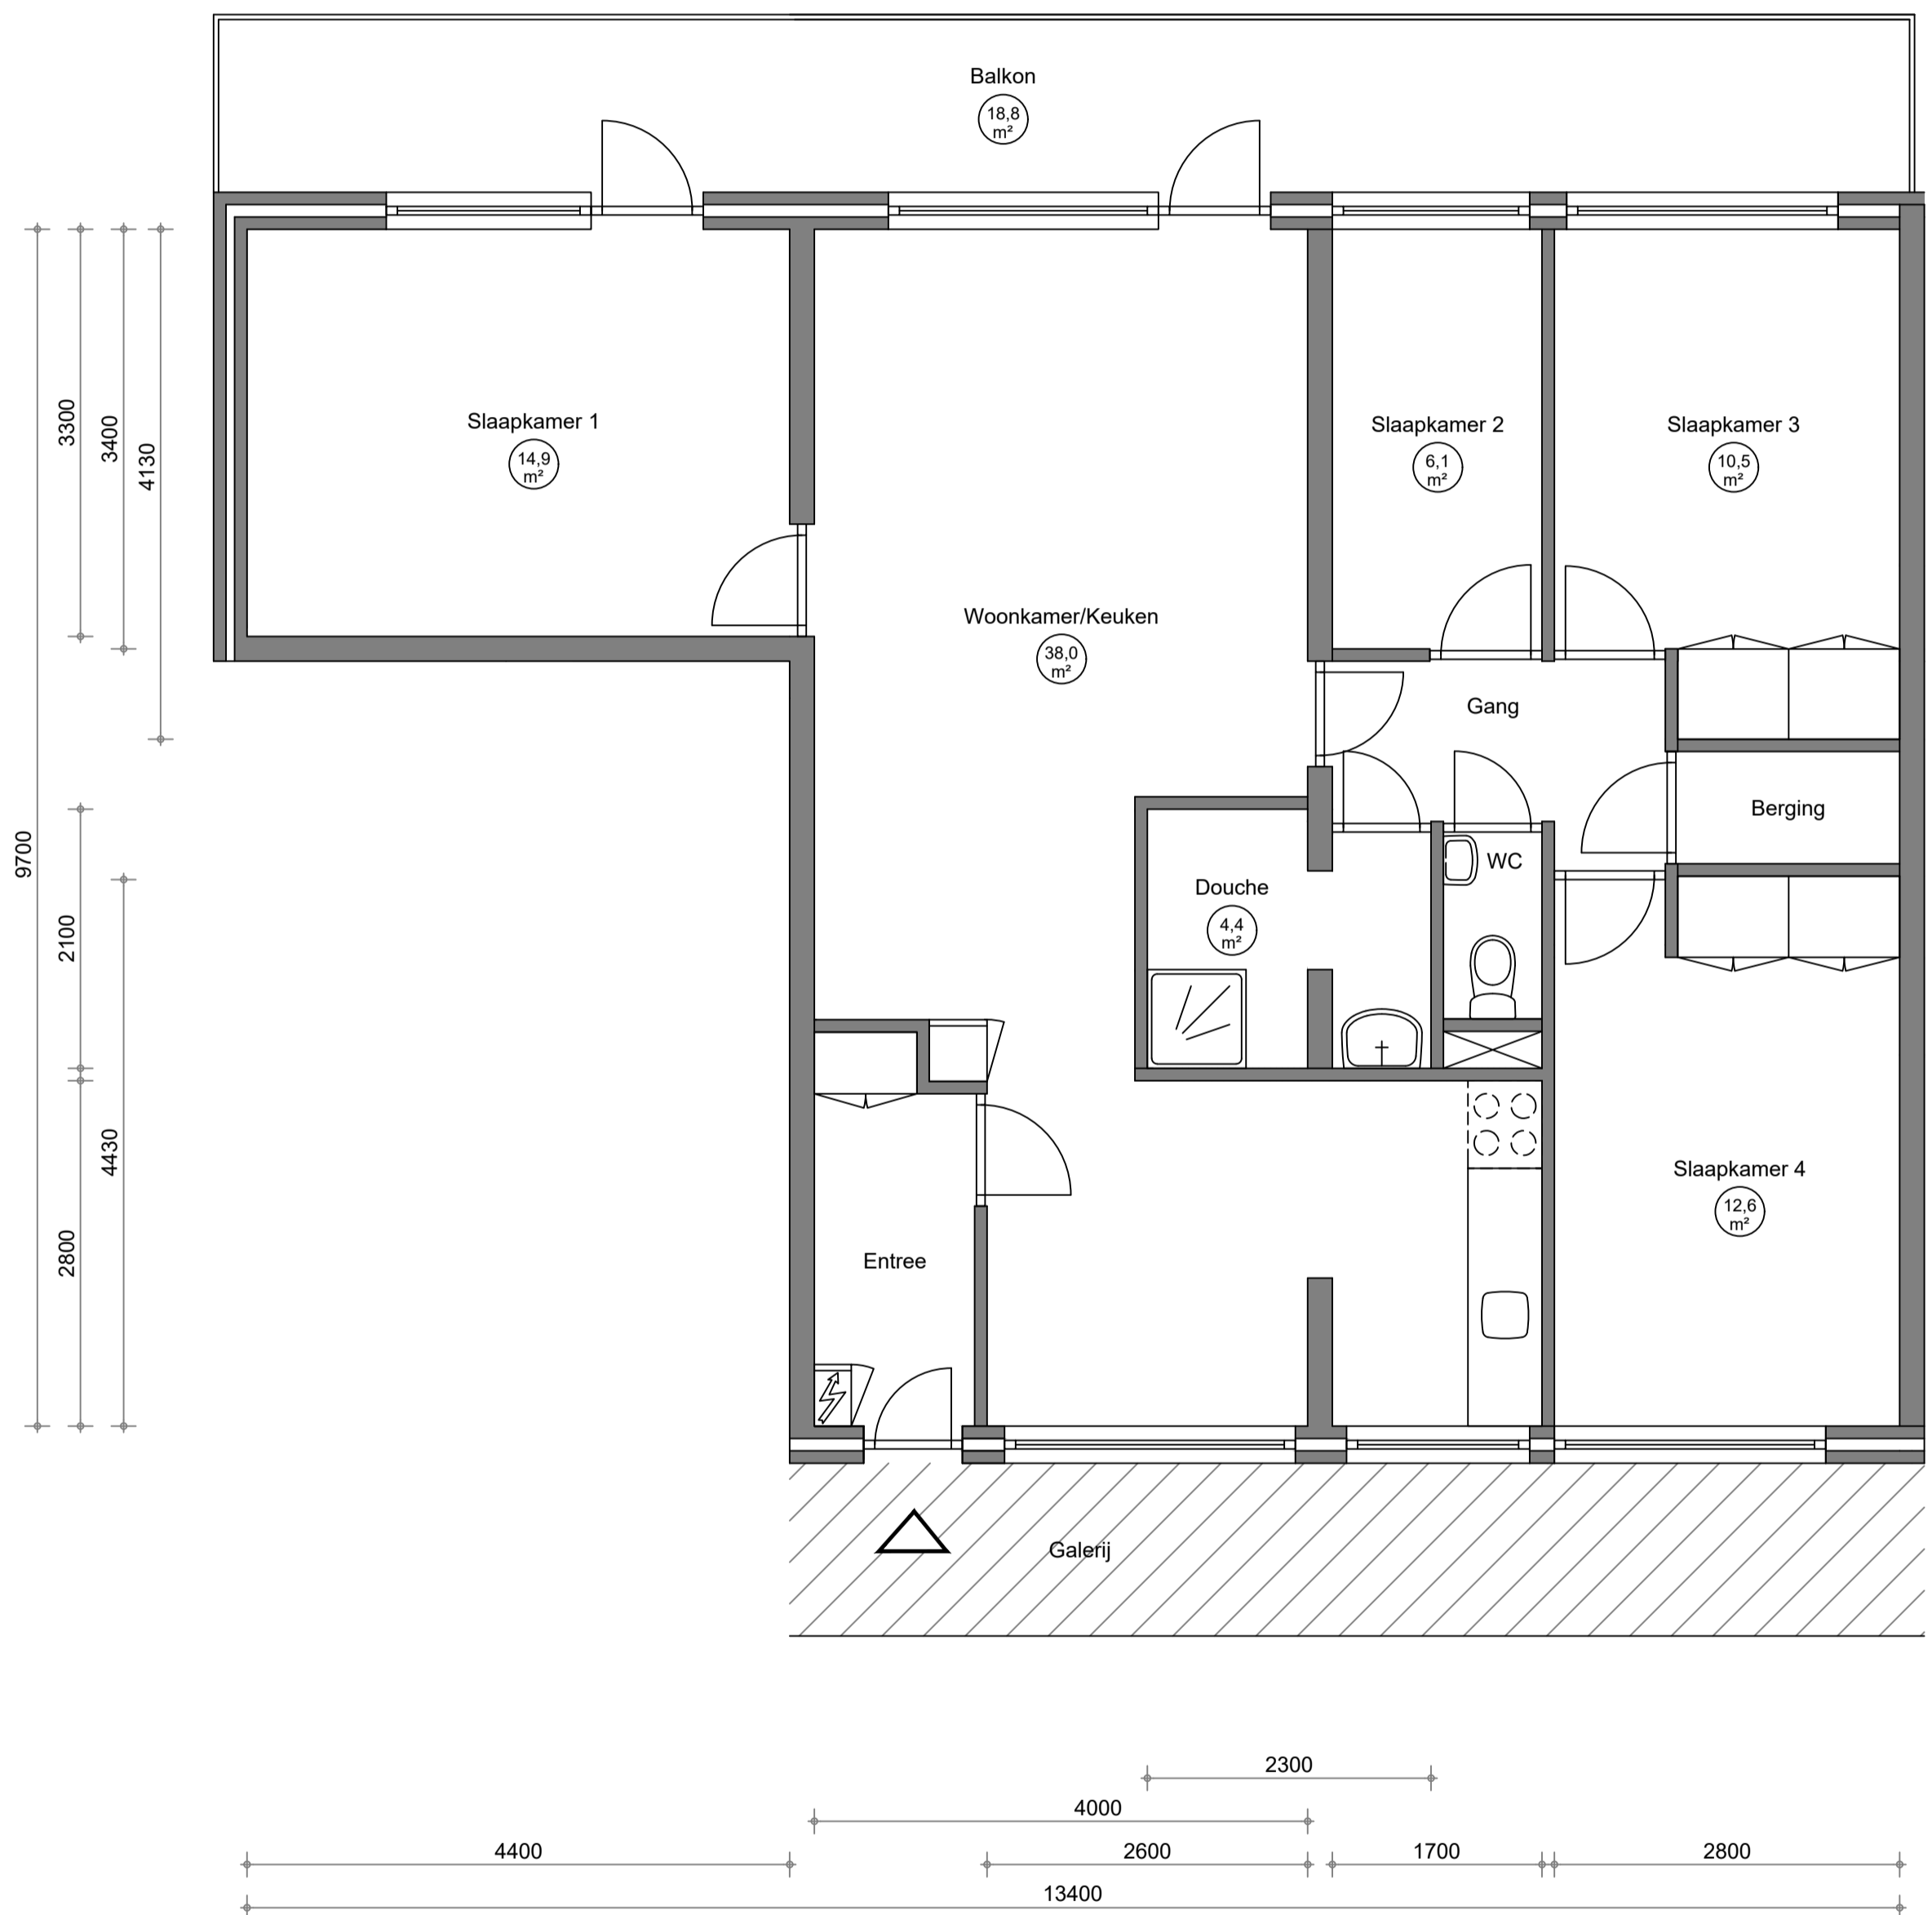 Balkon
18,8
m²
Slaapkamer 1
14,9
m²
Slaapkamer 2
6,1
m²
Slaapkamer 3
10,5
m²
Woonkamer/Keuken
38,0
m²
Gang
Berging
WC
Douche
4,4
m²
Slaapkamer 4
12,6
m²
Entree
Galerij
3300
3400
4130
9700
2100
4430
2800
2300
4000
4400
2600
1700
2800
13400